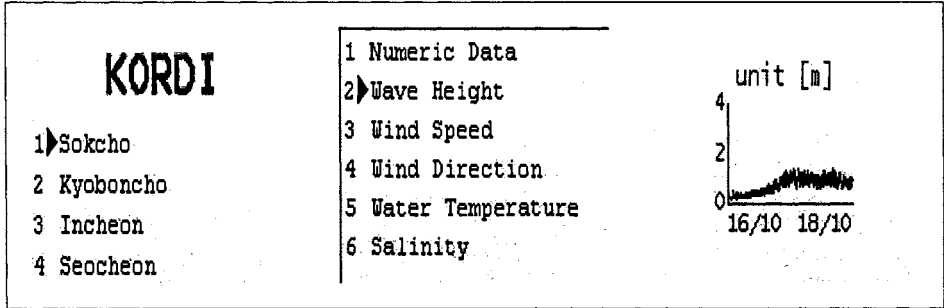 KORDI
1 Sokcho
2 Kyoboncho
3 Incheon
4 Seocheon
1 Numeric Data
2 Wave Height
3 Wind Speed
4 Wind Direction
5 Water Temperature
6 Salinity
unit [m]
4
2
0
16/10 18/10